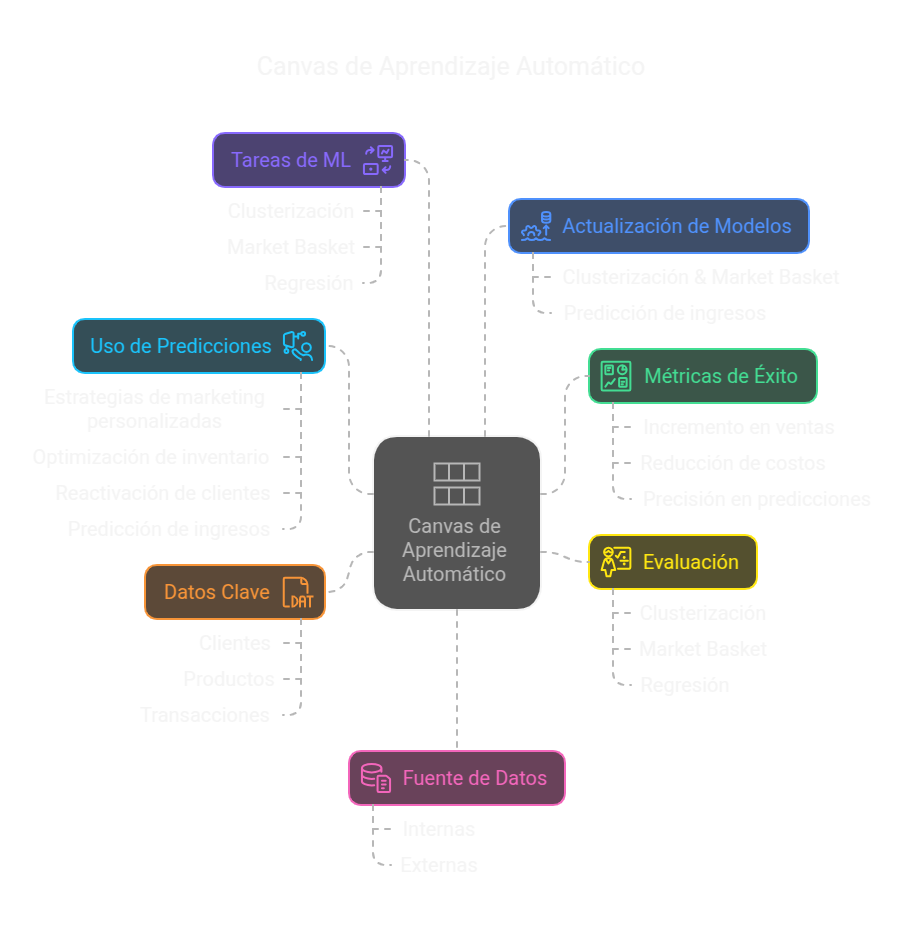 Canvas de Aprendizaje Automático
Tareas de ML
Clusterización
Market Basket
Regresión
Actualización de Modelos
Clusterización & Market Basket
Predicción de ingresos
Uso de Predicciones
Estrategias de marketing
personalizadas
Optimización de inventario
Reactivación de clientes
Predicción de ingresos
Métricas de Éxito
Incremento en ventas
Reducción de costos
Precisión en predicciones
Canvas de
Aprendizaje
Automático
Datos Clave
DAT
Clientes
Productos
Transacciones
Evaluación
Clusterización
Market Basket
Regresión
Fuente de Datos
Internas
Externas